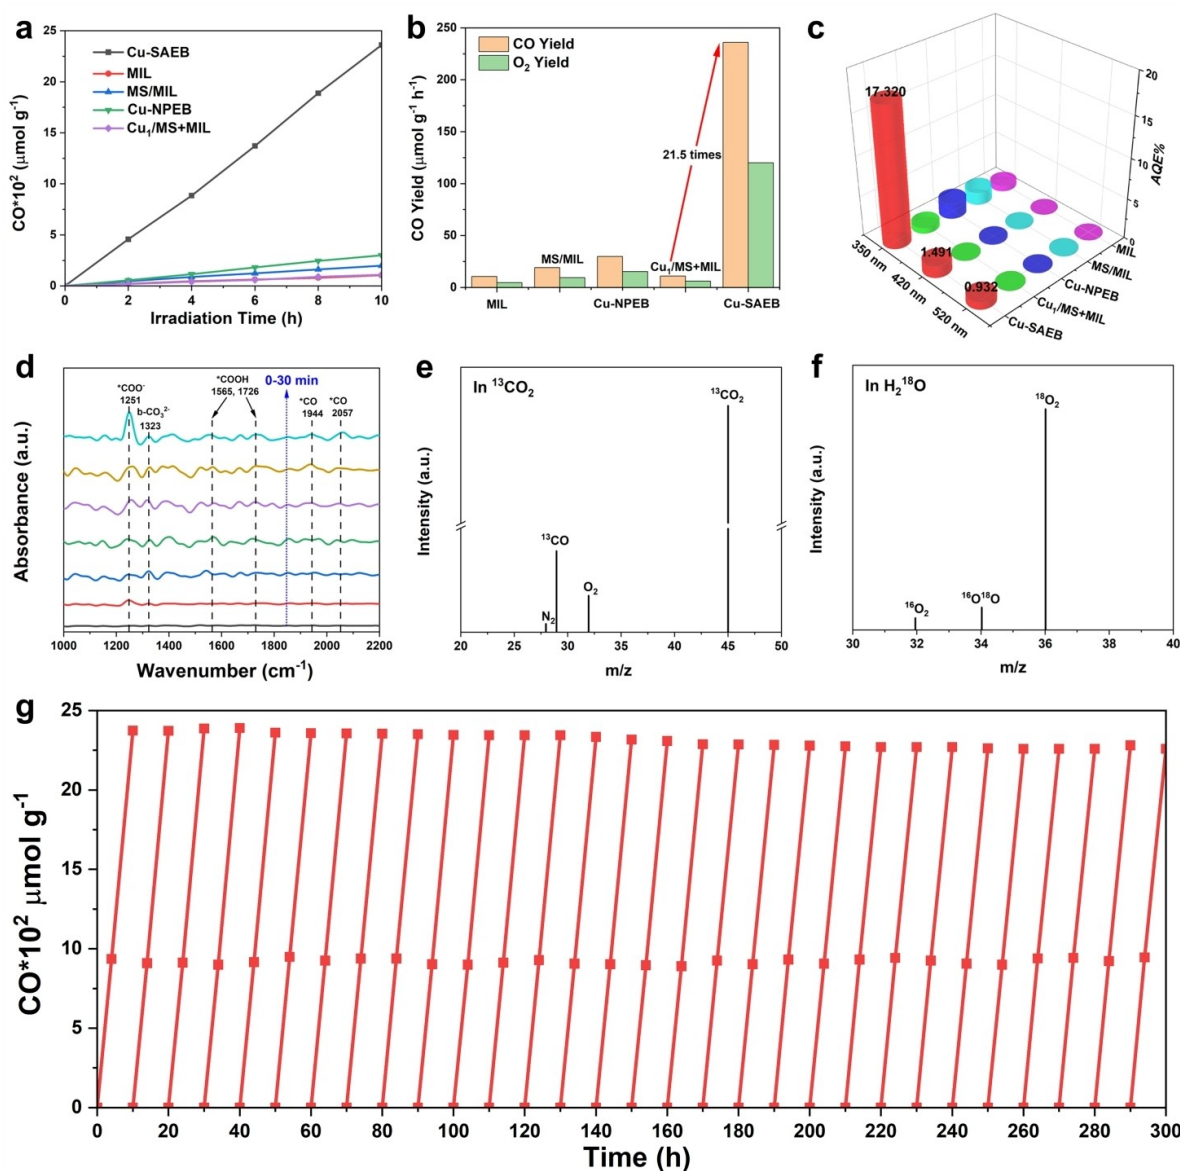 a
CO*10² (μmol g⁻¹)
25
20
15
10
5
0
Cu-SAEB
MIL
MS/MIL
Cu-NPEB
Cu₁/MS+MIL
0 2 4 6 8 10
Irradiation Time (h)
b
CO Yield (μmol g⁻¹ h⁻¹)
250
200
150
100
50
0
CO Yield
O₂ Yield
21.5 times
MS/MIL
Cu₁/MS+MIL
MIL
Cu-NPEB
Cu-SAEB
c
17.320
1.491
0.932
20
15
10
5
0
AQE%
350 nm
420 nm
520 nm
MIL
MS/MIL
Cu-NPEB
Cu₁/MS+MIL
Cu-SAEB
d
Absorbance (a.u.)
*COO⁻
1251
b-CO₃²⁻
1323
*COOH
1565, 1726
0-30 min
*CO
1944
*CO
2057
1000 1200 1400 1600 1800 2000 2200
Wavenumber (cm⁻¹)
e
In ¹³CO₂
Intensity (a.u.)
¹³CO₂
¹³CO
O₂
N₂
20 25 30 35 40 45 50
m/z
f
In H₂¹⁸O
Intensity (a.u.)
¹⁸O₂
¹⁶O¹⁸O
¹⁶O₂
30 32 34 36 38 40
m/z
g
CO*10² μmol g⁻¹
25
20
15
10
5
0
0 20 40 60 80 100 120 140 160 180 200 220 240 260 280 300
Time (h)